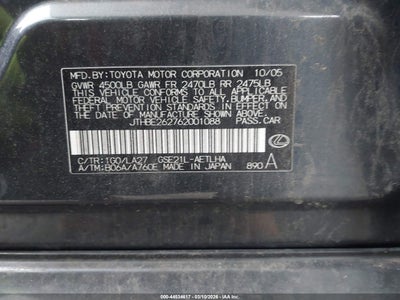 MFD. BY: TOYOTA MOTOR CORPORATION 10/05
GVWR 4500LB GAWR FR 2470LB RR 2475LB
THIS VEHICLE CONFORMS TO ALL APPLICABLE
FEDERAL MOTOR VEHICLE SAFETY, BUMPER, AND
THEFT PREVENTION STANDARDS IN EFFECT ON
THE DATE OF MANUFACTURE SHOWN ABOVE.
JTHBE262762001088 PASS.CAR
C/TR: 1G0/LA27 GSE21L-AETLHA
A/TM: B06A/A760E MADE IN JAPAN 890 A
000-44534617 - 03/10/2026 - IAAI.COM